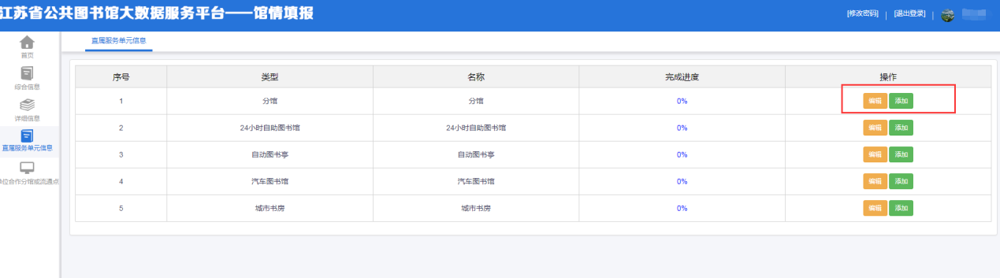 江苏省公共图书馆大数据服务平台——馆情填报
[修改密码] | [退出登录] |
首页
综合信息
详细信息
直属服务单元信息
单位合作分馆或流通点
直属服务单元信息
序号 类型 名称 完成进度 操作
1 分馆 分馆 0% 编辑 添加
2 24小时自助图书馆 24小时自助图书馆 0% 编辑 添加
3 自动图书亭 自动图书亭 0% 编辑 添加
4 汽车图书馆 汽车图书馆 0% 编辑 添加
5 城市书房 城市书房 0% 编辑 添加